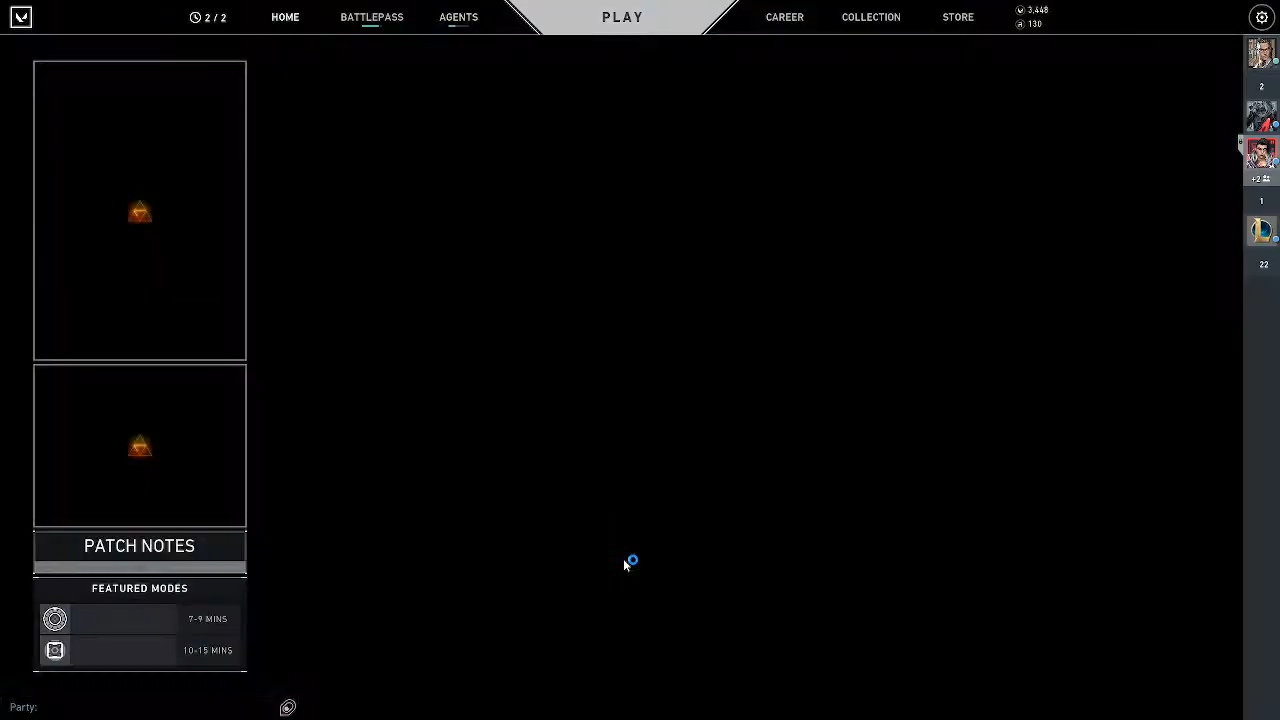 2 / 2 HOME BATTLEPASS AGENTS PLAY CAREER COLLECTION STORE 3,448
130
2
+2
1
22
PATCH NOTES
FEATURED MODES
7-9 MINS
10-15 MINS
Party: